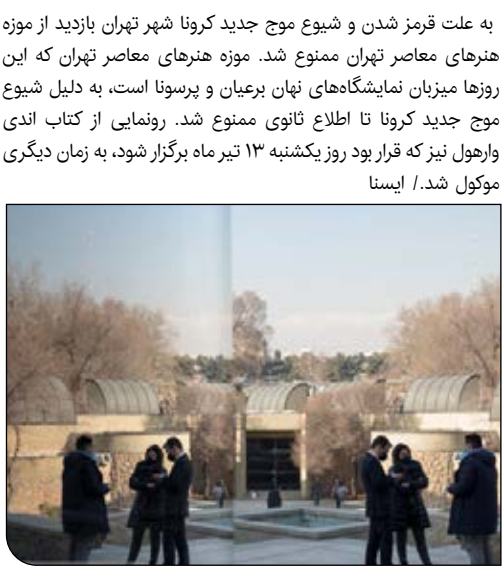 به علت قرمز شدن و شیوع موج جدید کرونا شهر تهران بازدید از موزه
هنرهای معاصر تهران ممنوع شد. موزه هنرهای معاصر تهران که این
روزها میزبان نمایشگاه‌های نهان برعیان و پرسونا است، به دلیل شیوع
موج جدید کرونا تا اطلاع ثانوی ممنوع شد. رونمایی از کتاب اندی
وارهول نیز که قرار بود روز یکشنبه ۱۳ تیر ماه برگزار شود، به زمان دیگری
موکول شد./ ایسنا